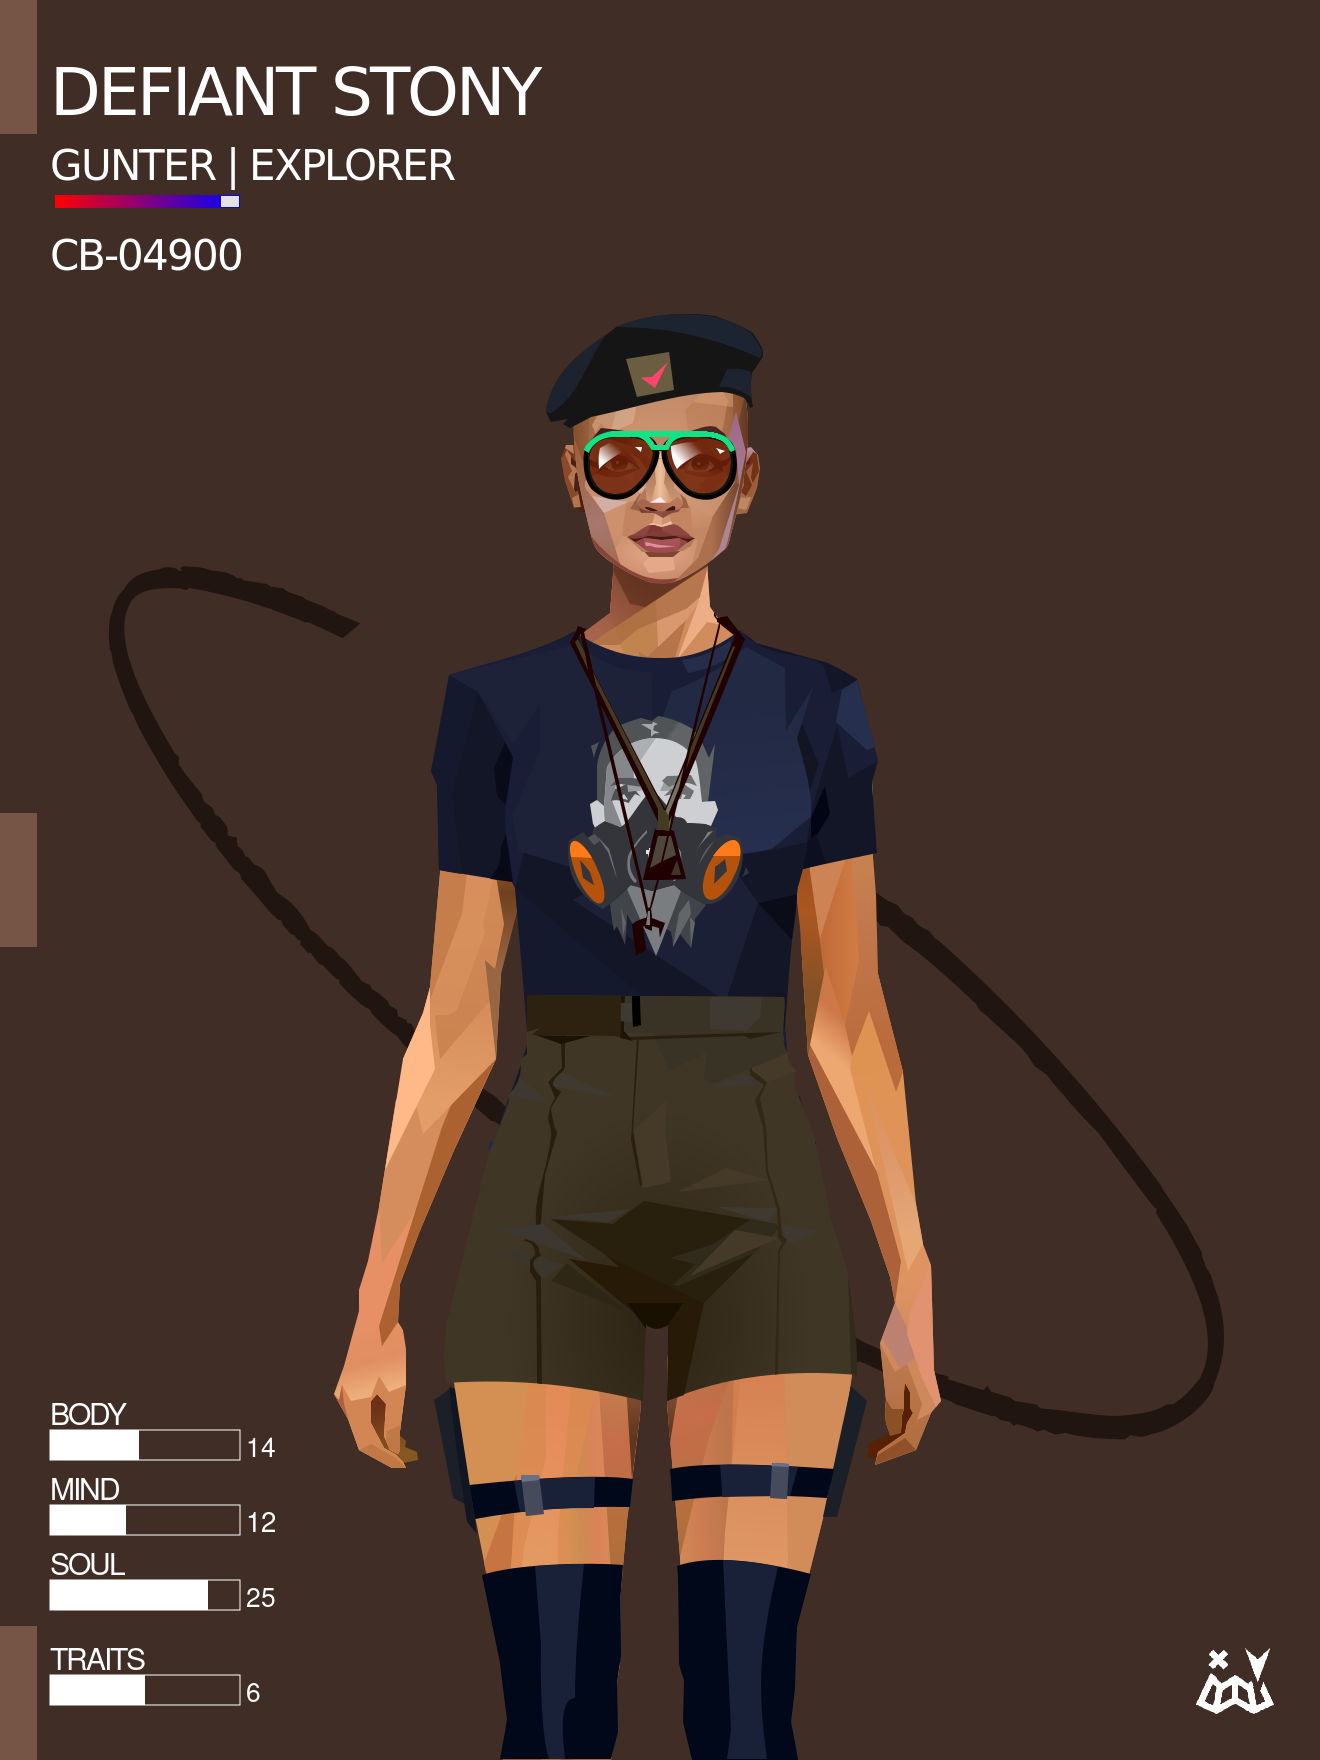 DEFIANT STONY
GUNTER | EXPLORER
CB-04900
BODY
14
MIND
12
SOUL
25
TRAITS
6